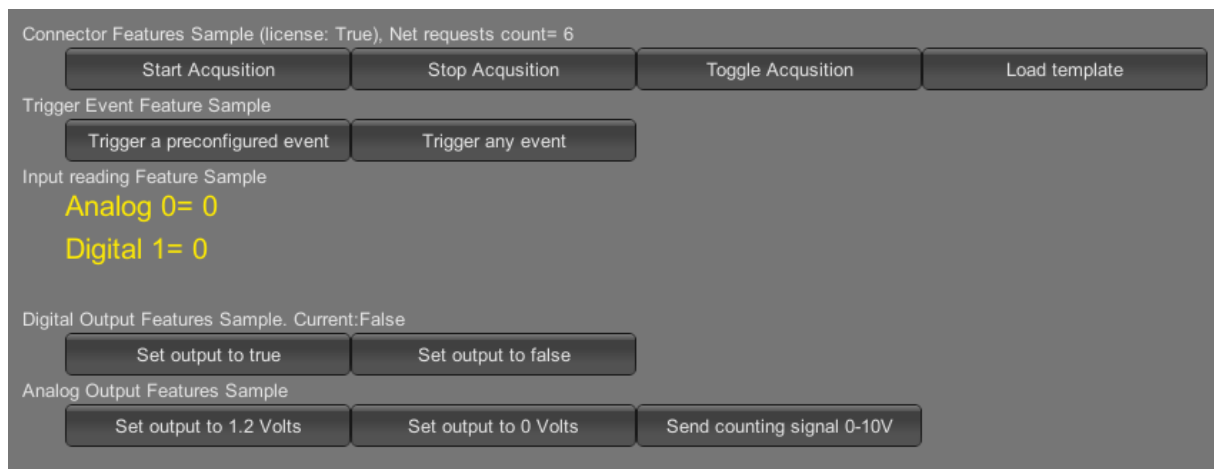 Connector Features Sample (license: True), Net requests count= 6
Start Acqusition Stop Acqusition Toggle Acqusition Load template
Trigger Event Feature Sample
Trigger a preconfigured event Trigger any event
Input reading Feature Sample
Analog 0= 0
Digital 1= 0
Digital Output Features Sample. Current:False
Set output to true Set output to false
Analog Output Features Sample
Set output to 1.2 Volts Set output to 0 Volts Send counting signal 0-10V